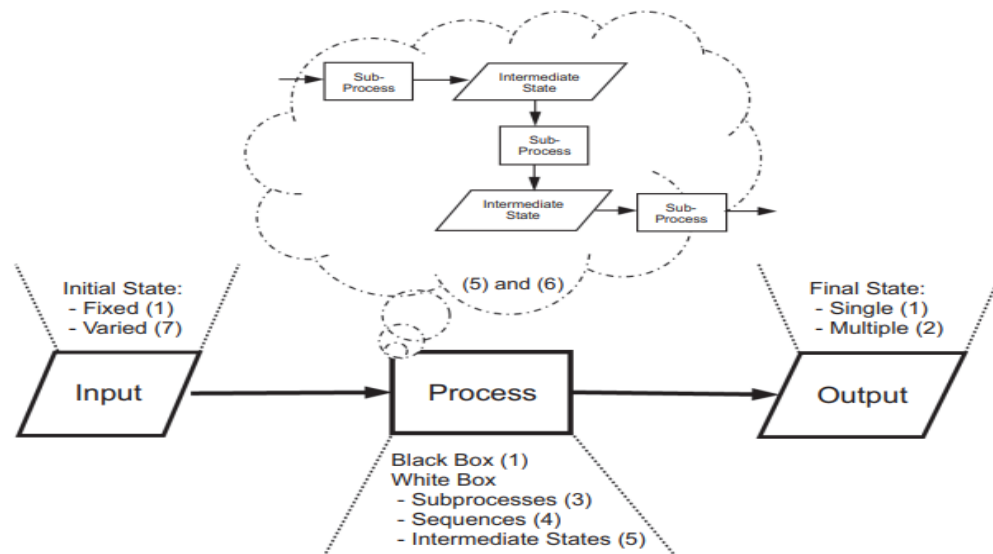 Sub-
Process
Intermediate
State
Sub-
Process
Intermediate
State
Sub-
Process
(5) and (6)
Initial State:
- Fixed (1)
- Varied (7)
Final State:
- Single (1)
- Multiple (2)
Input
Process
Output
Black Box (1)
White Box
- Subprocesses (3)
- Sequences (4)
- Intermediate States (5)